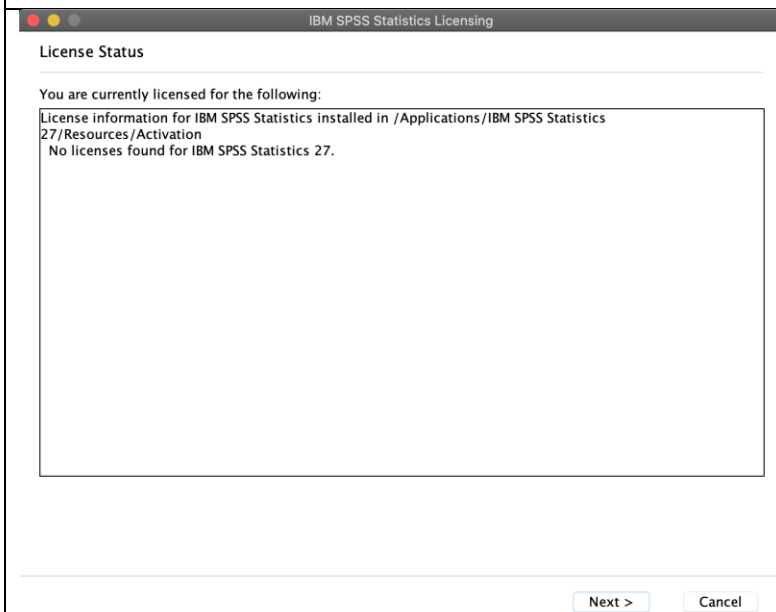 IBM SPSS Statistics Licensing
License Status
You are currently licensed for the following:
License information for IBM SPSS Statistics installed in /Applications/IBM SPSS Statistics
27/Resources/Activation
No licenses found for IBM SPSS Statistics 27.
Next > Cancel